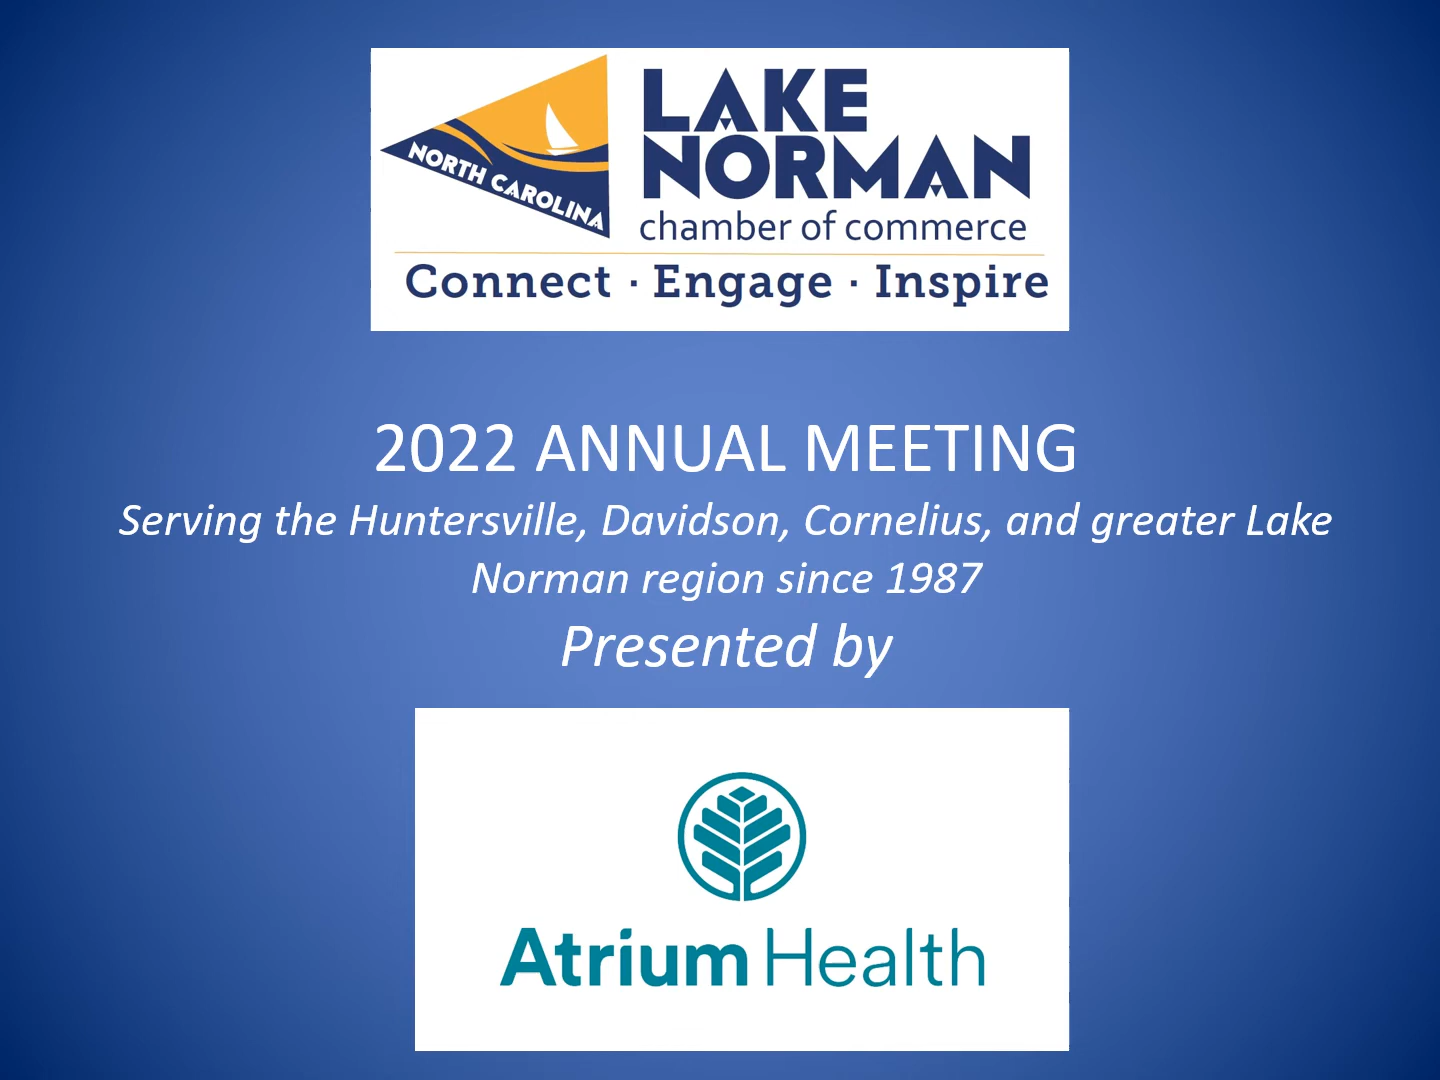 LAKE
NORMAN
NORTH CAROLINA
chamber of commerce
Connect · Engage · Inspire
2022 ANNUAL MEETING
Serving the Huntersville, Davidson, Cornelius, and greater Lake
Norman region since 1987
Presented by
Atrium Health